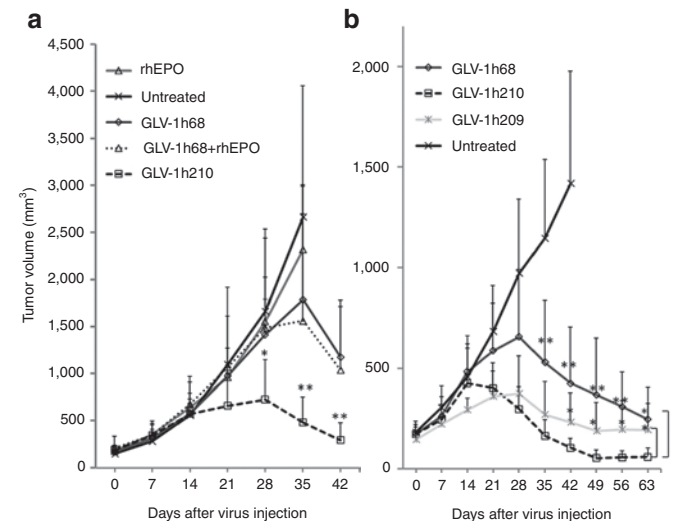 a
4,500
4,000
3,500
3,000
2,500
2,000
1,500
1,000
500
0
Tumor volume (mm³)
rhEPO
Untreated
GLV-1h68
GLV-1h68+rhEPO
GLV-1h210
*
**
**
0 7 14 21 28 35 42
Days after virus injection
b
2,000
1,500
1,000
500
0
GLV-1h68
GLV-1h210
GLV-1h209
Untreated
**
**
**
**
*
*
*
*
*
*
0 7 14 21 28 35 42 49 56 63
Days after virus injection